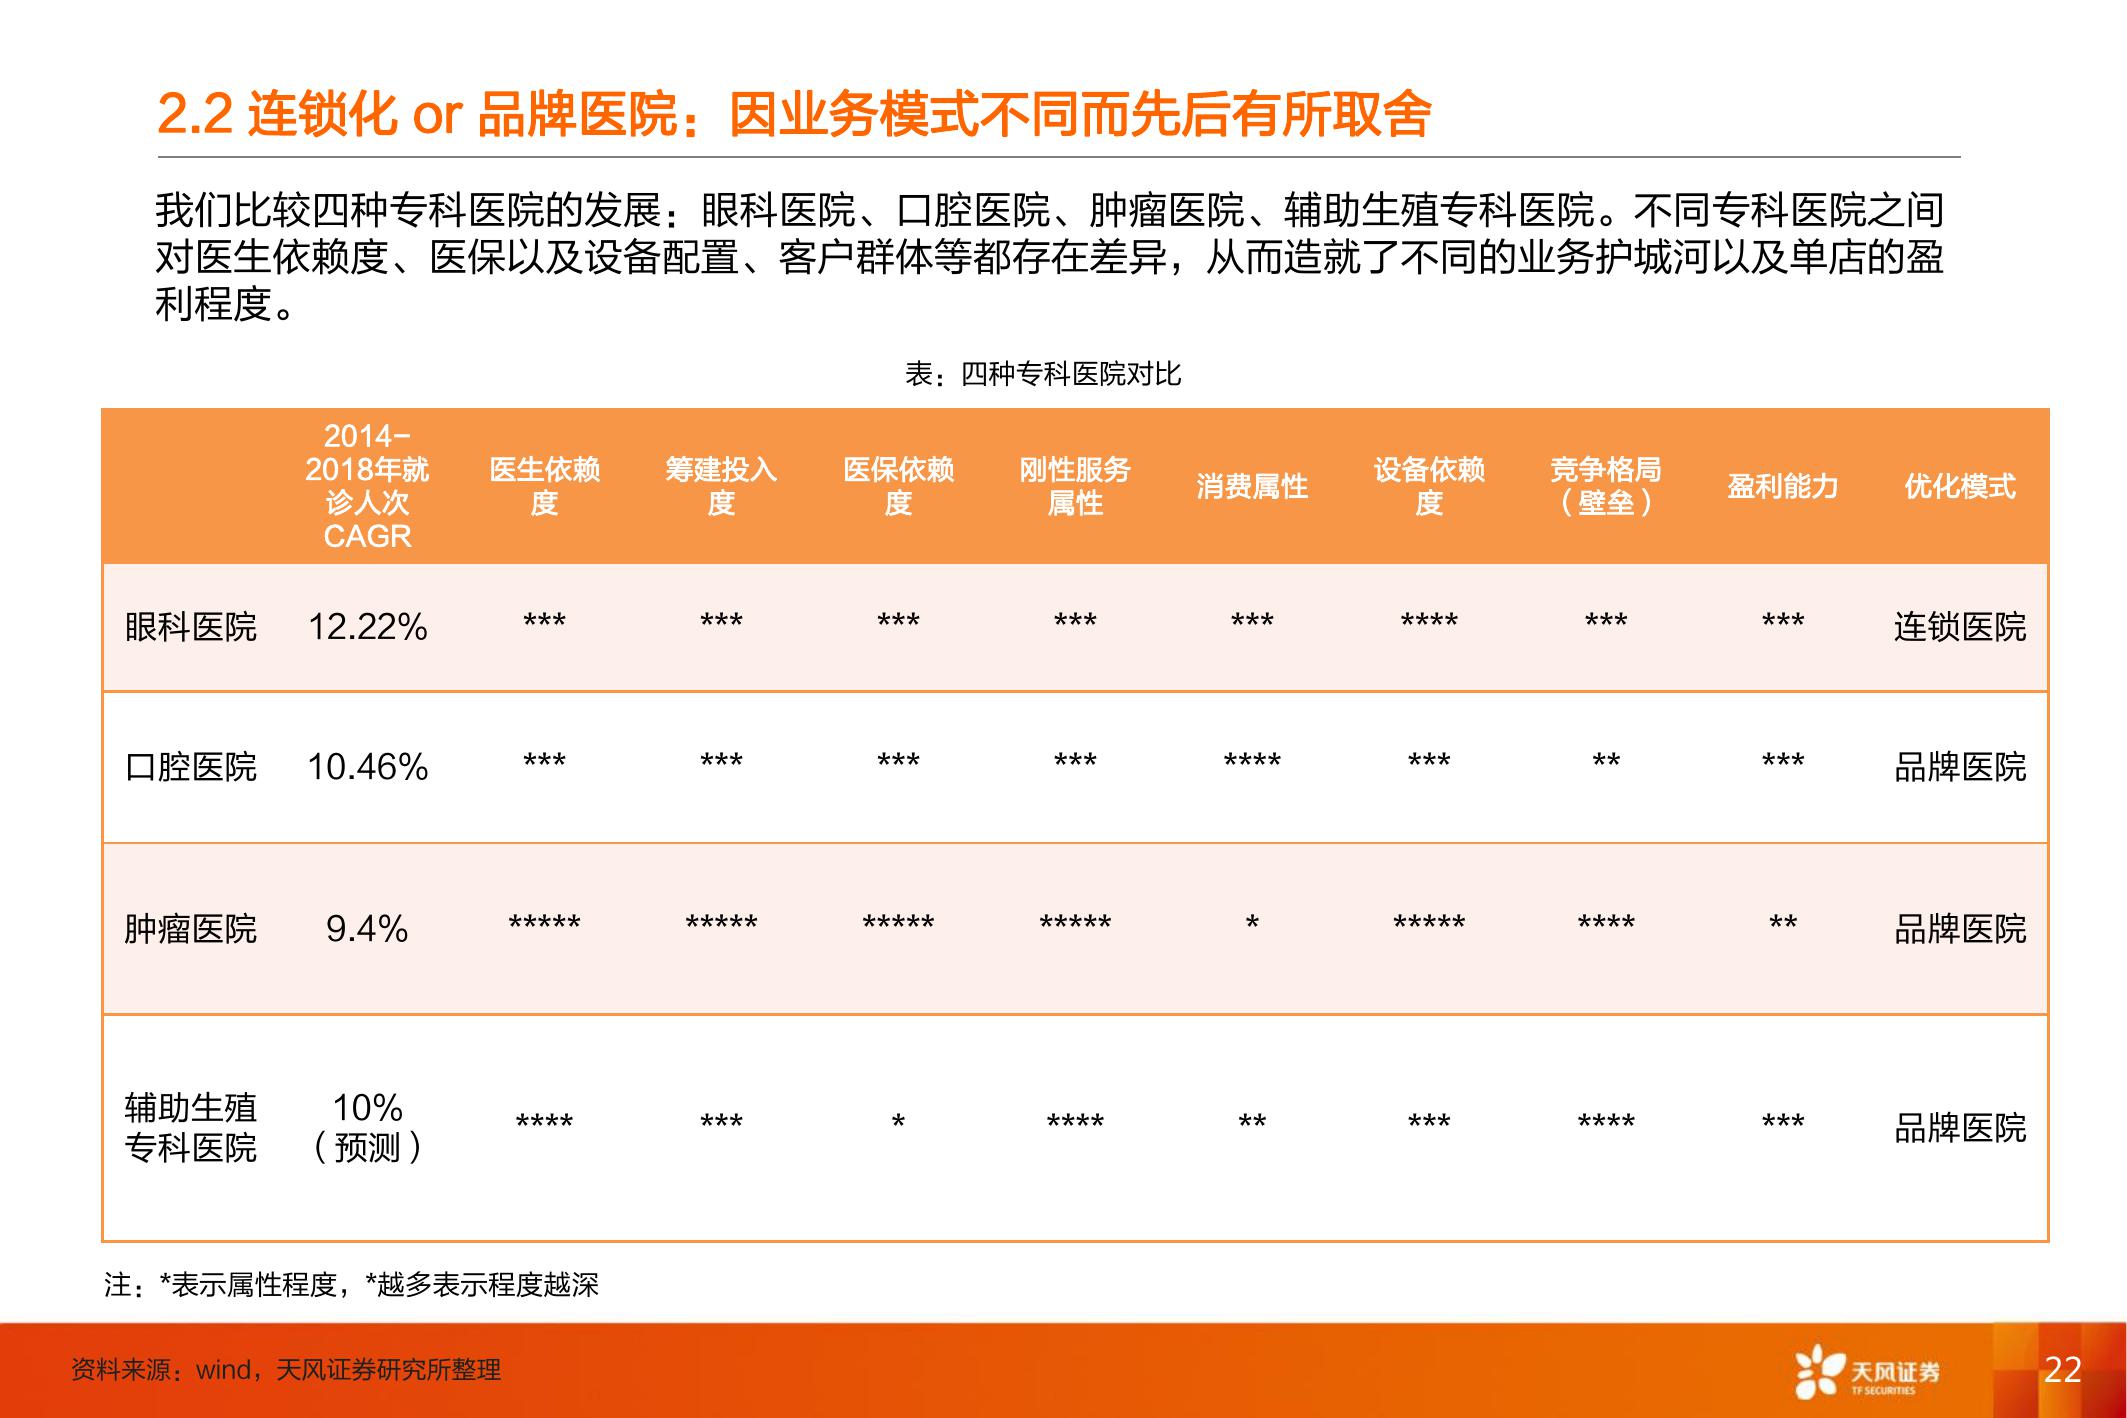 2.2 连锁化 or 品牌医院：因业务模式不同而先后有所取舍
我们比较四种专科医院的发展：眼科医院、口腔医院、肿瘤医院、辅助生殖专科医院。不同专科医院之间
对医生依赖度、医保以及设备配置、客户群体等都存在差异，从而造就了不同的业务护城河以及单店的盈
利程度。
表：四种专科医院对比
2014-2018年就诊人次CAGR 医生依赖度 筹建投入度 医保依赖度 刚性服务属性 消费属性 设备依赖度 竞争格局（壁垒） 盈利能力 优化模式
眼科医院 12.22% *** *** *** *** *** **** *** *** 连锁医院
口腔医院 10.46% *** *** *** *** **** *** ** *** 品牌医院
肿瘤医院 9.4% ***** ***** ***** ***** * ***** **** ** 品牌医院
辅助生殖专科医院 10%（预测） **** *** * **** ** *** **** *** 品牌医院
注：*表示属性程度，*越多表示程度越深
资料来源：wind，天风证券研究所整理
天风证券
TF SECURITIES
22